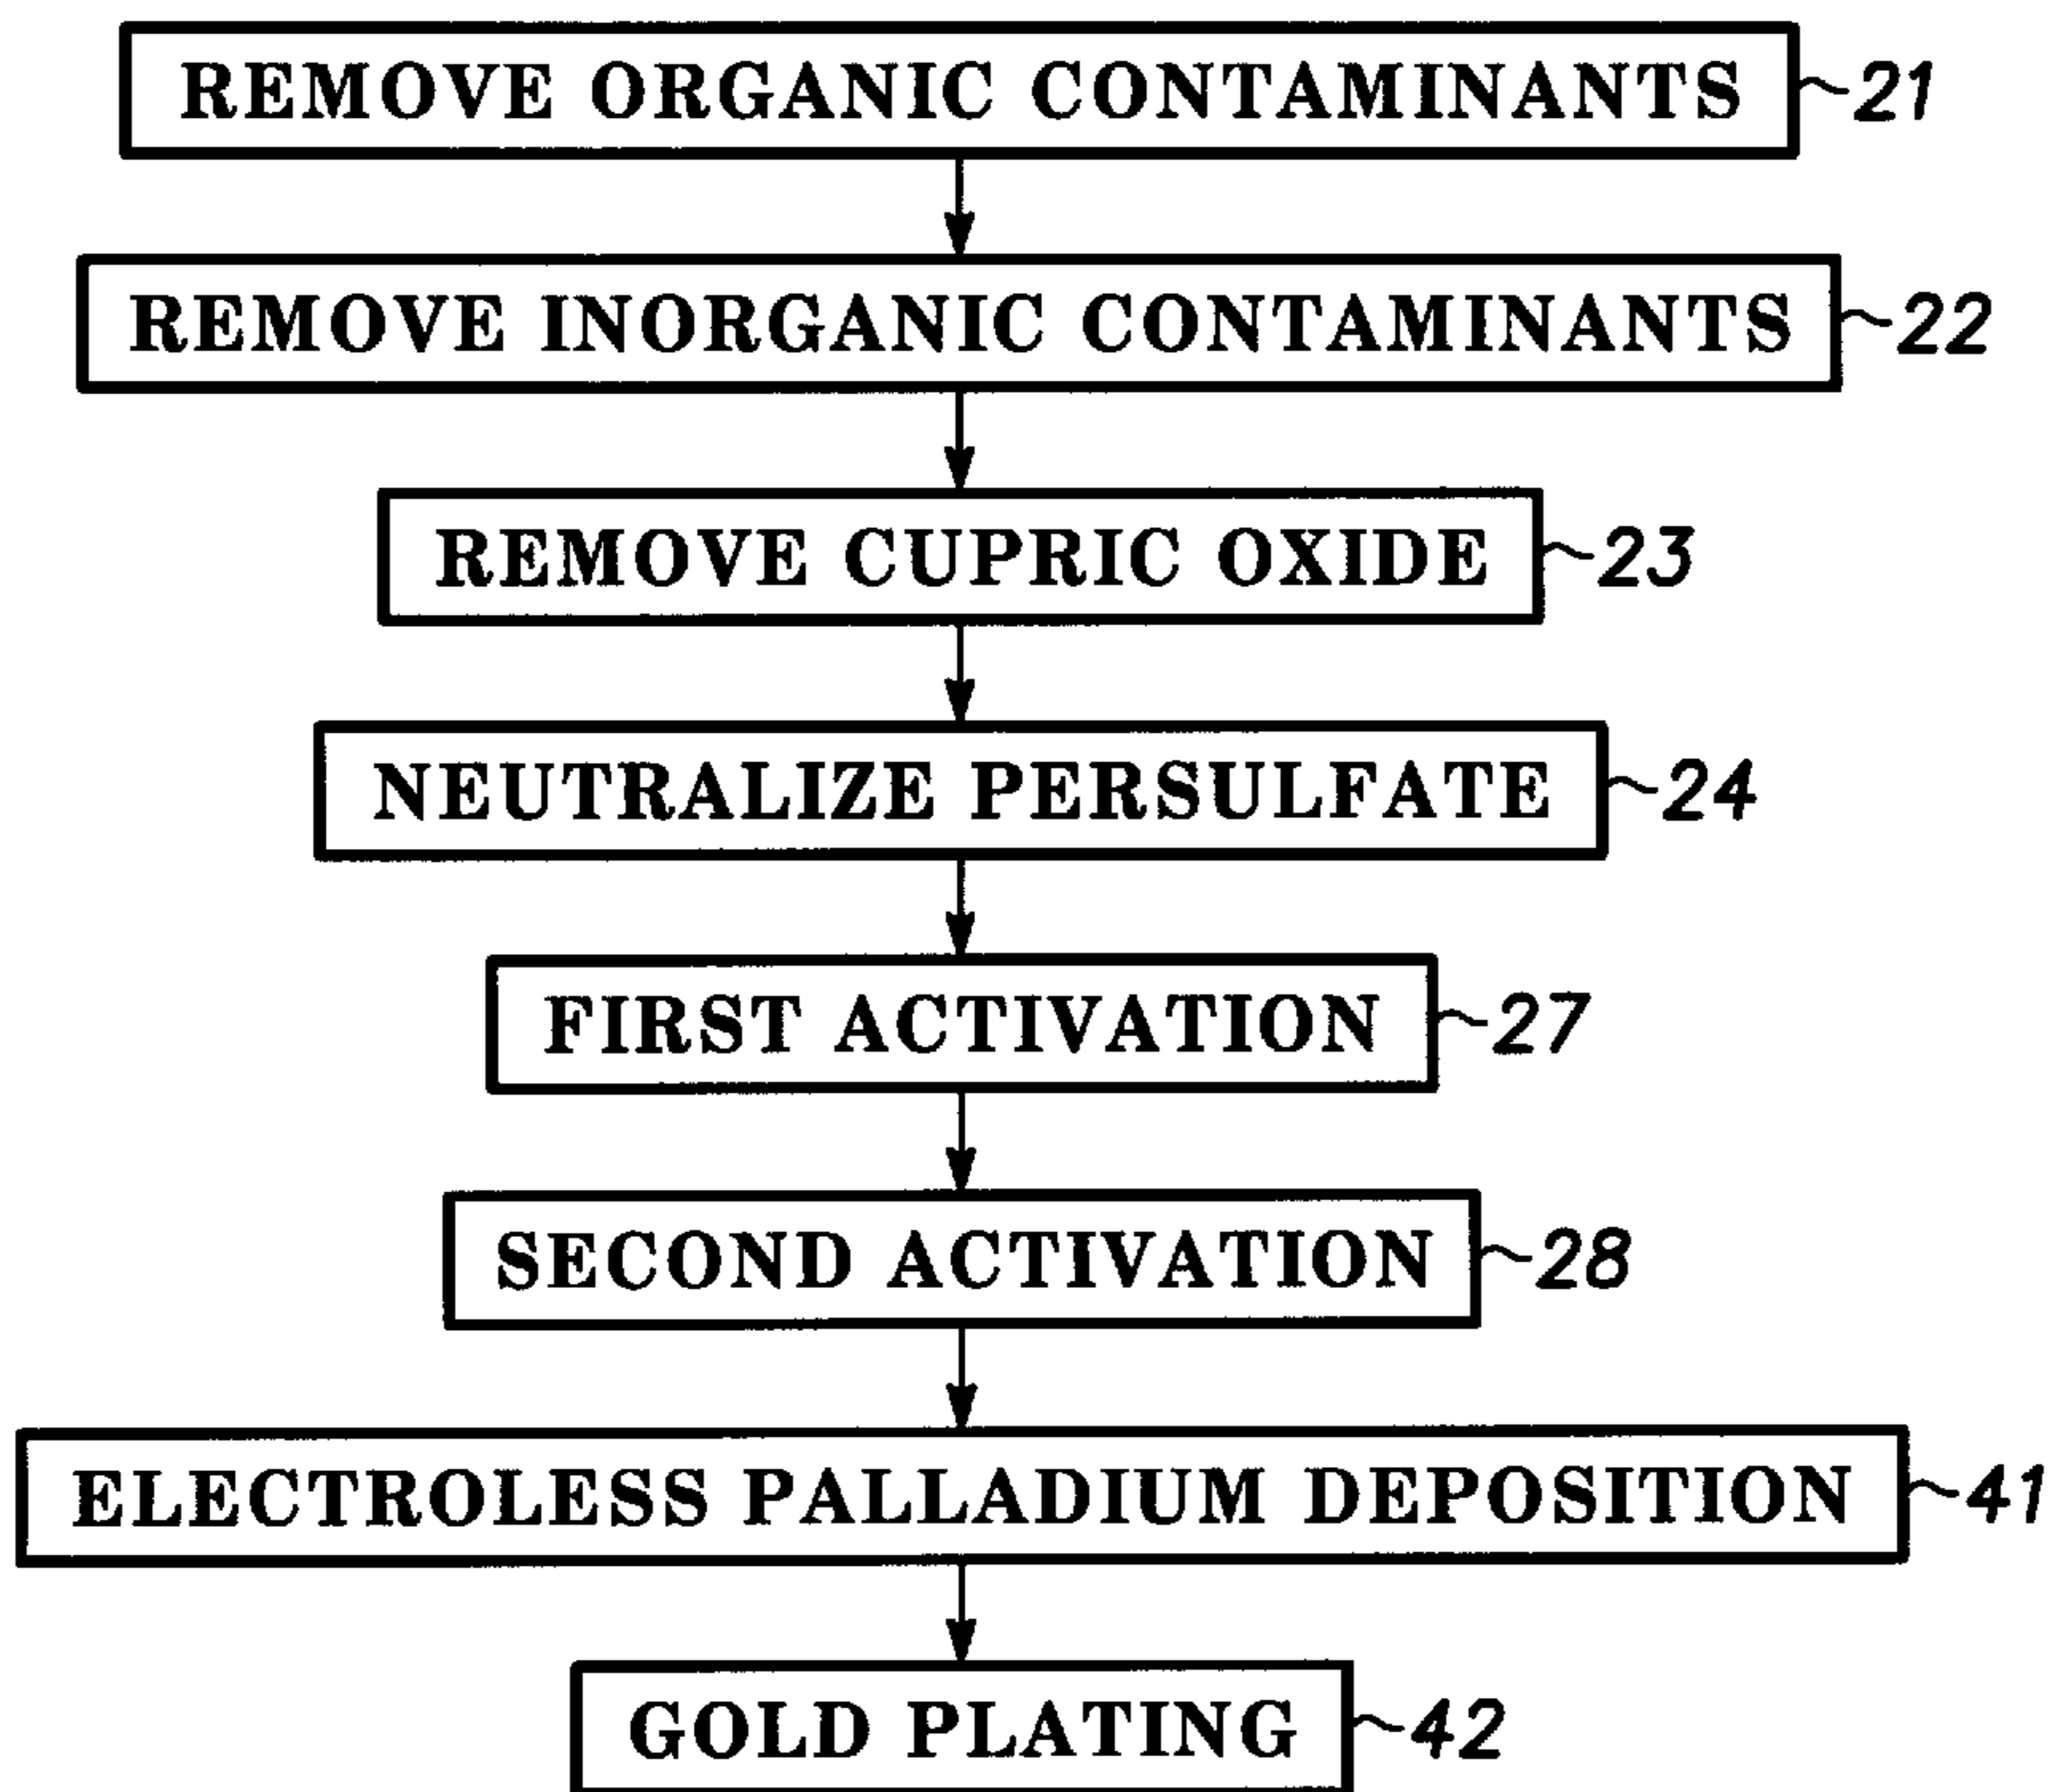 REMOVE ORGANIC CONTAMINANTS 21
REMOVE INORGANIC CONTAMINANTS 22
REMOVE CUPRIC OXIDE 23
NEUTRALIZE PERSULFATE 24
FIRST ACTIVATION 27
SECOND ACTIVATION 28
ELECTROLESS PALLADIUM DEPOSITION 41
GOLD PLATING 42